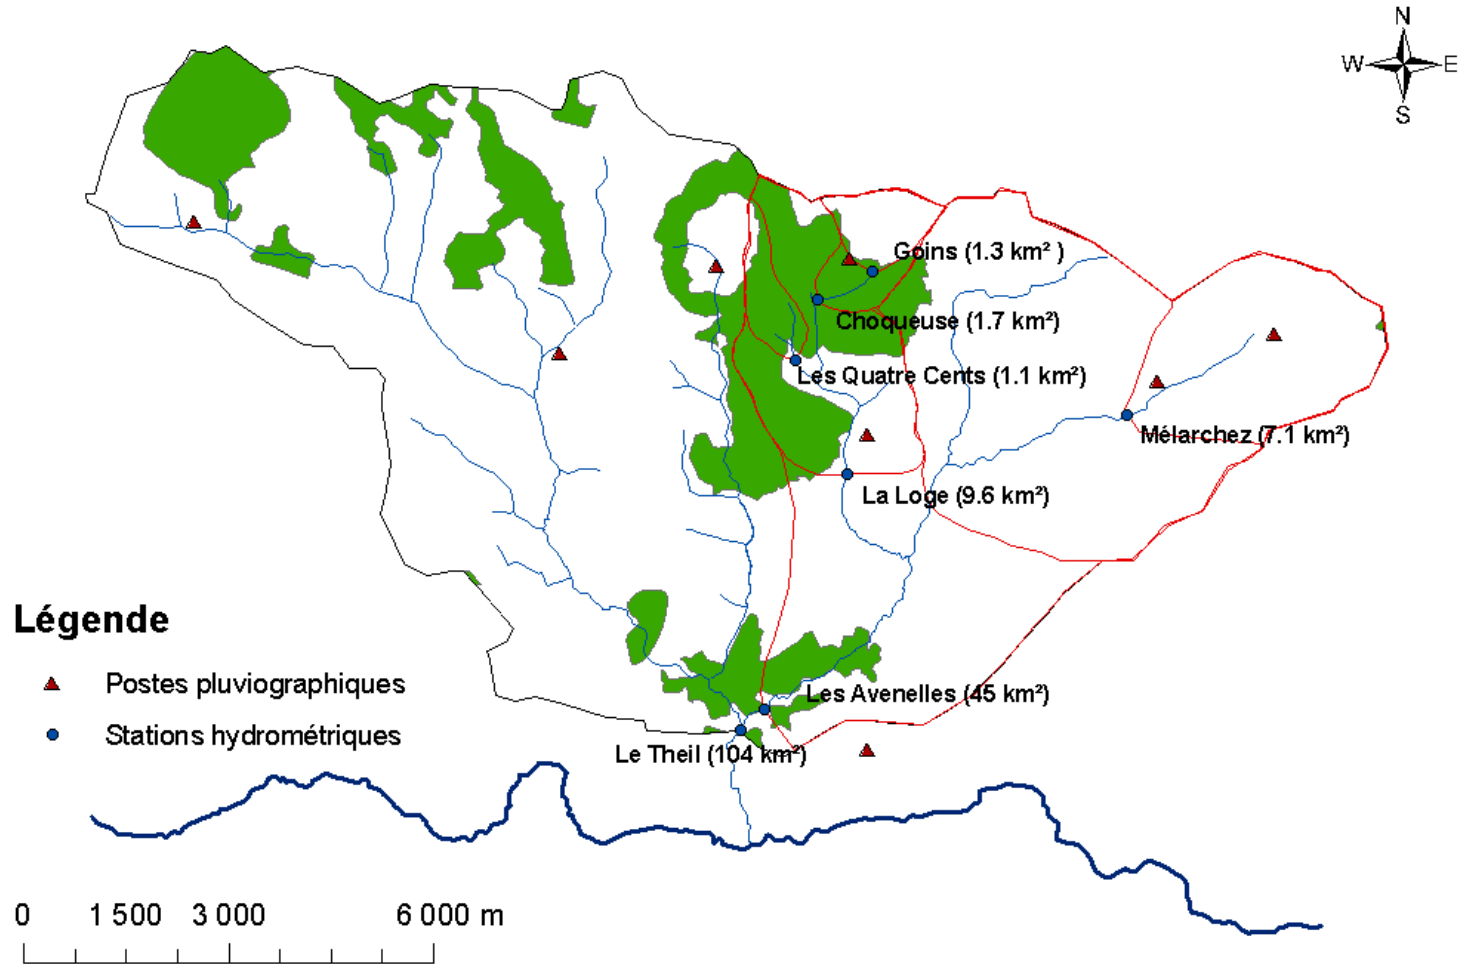 N
W E
S
Goins (1.3 km² )
Choqueuse (1.7 km²)
Les Quatre Cents (1.1 km²)
Mélarchez (7.1 km²)
La Loge (9.6 km²)
Légende
Postes pluviographiques
Les Avenelles (45 km²)
Stations hydrométriques
Le Theil (104 km²)
0 1 500 3 000 6 000 m